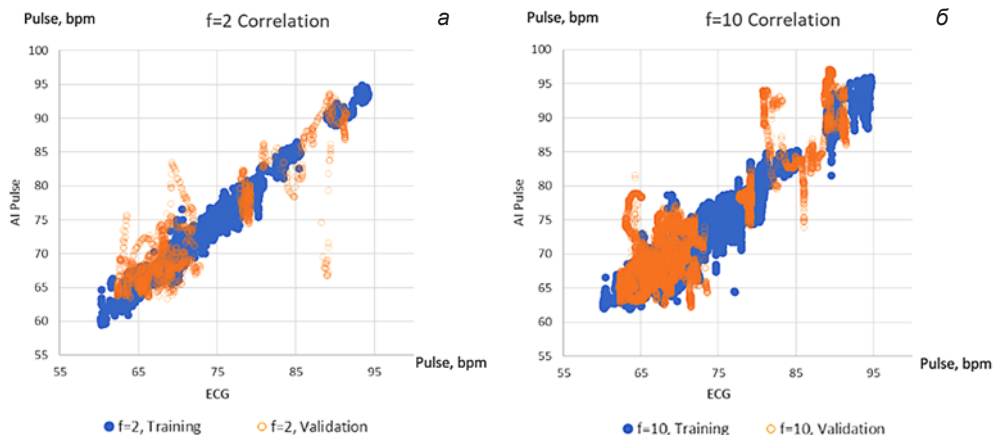 Pulse, bpm
f=2 Correlation
а
100
95
90
85
80
75
70
65
60
55
AI Pulse
55
65
75
85
95
Pulse, bpm
ECG
f=2, Training
f=2, Validation
Pulse, bpm
f=10 Correlation
б
100
95
90
85
80
75
70
65
60
55
AI Pulse
55
65
75
85
95
Pulse, bpm
ECG
f=10, Training
f=10, Validation